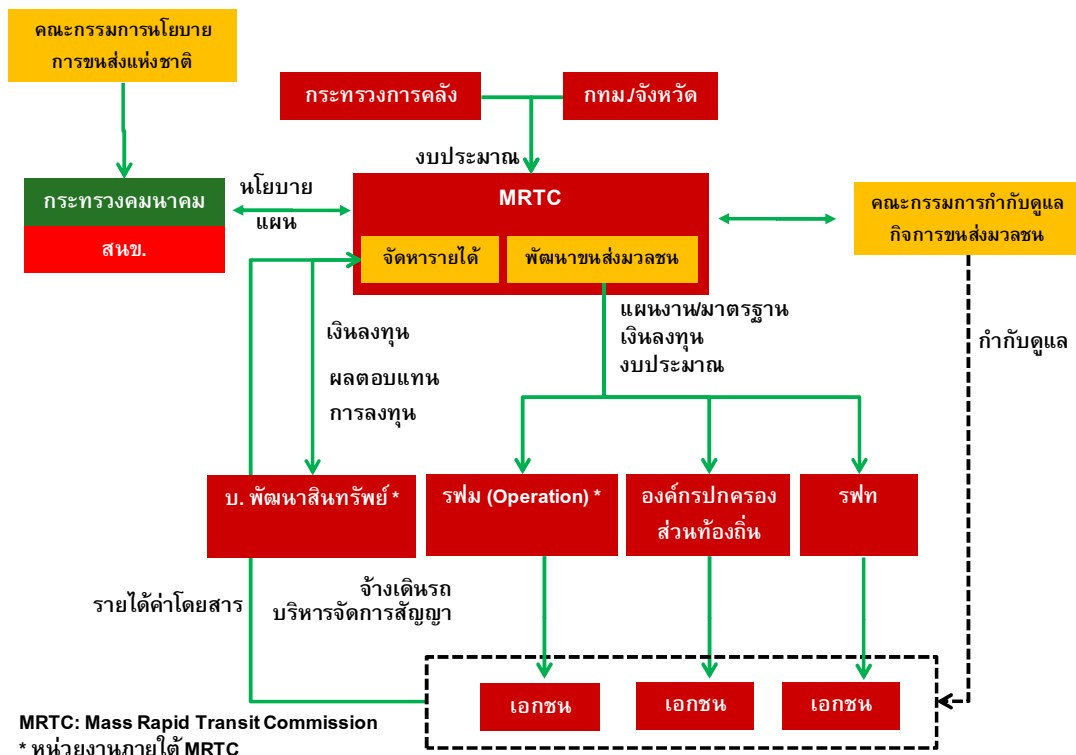 คณะกรรมการนโยบาย
การขนส่งแห่งชาติ
กระทรวงการคลัง
กทม./จังหวัด
งบประมาณ
กระทรวงคมนาคม
สนข.
นโยบาย
แผน
MRTC
จัดหารายได้
พัฒนาขนส่งมวลชน
คณะกรรมการกำกับดูแล
กิจการขนส่งมวลชน
แผนงาน/มาตรฐาน
เงินลงทุน
งบประมาณ
เงินลงทุน
ผลตอบแทน
การลงทุน
กำกับดูแล
บ. พัฒนาสินทรัพย์ *
รฟม (Operation) *
องค์กรปกครอง
ส่วนท้องถิ่น
รฟท
รายได้ค่าโดยสาร
จ้างเดินรถ
บริหารจัดการสัญญา
เอกชน
เอกชน
เอกชน
MRTC: Mass Rapid Transit Commission
* หน่วยงานภายใต้ MRTC